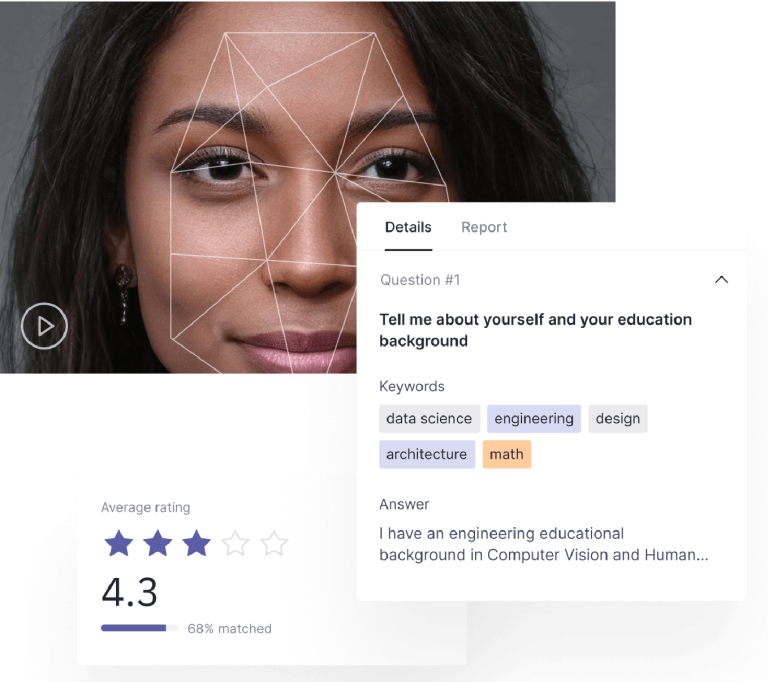 Details Report
Question #1
Tell me about yourself and your education
background
Keywords
data science engineering design
architecture math
Answer
I have an engineering educational
background in Computer Vision and Human...
Average rating
4.3
68% matched